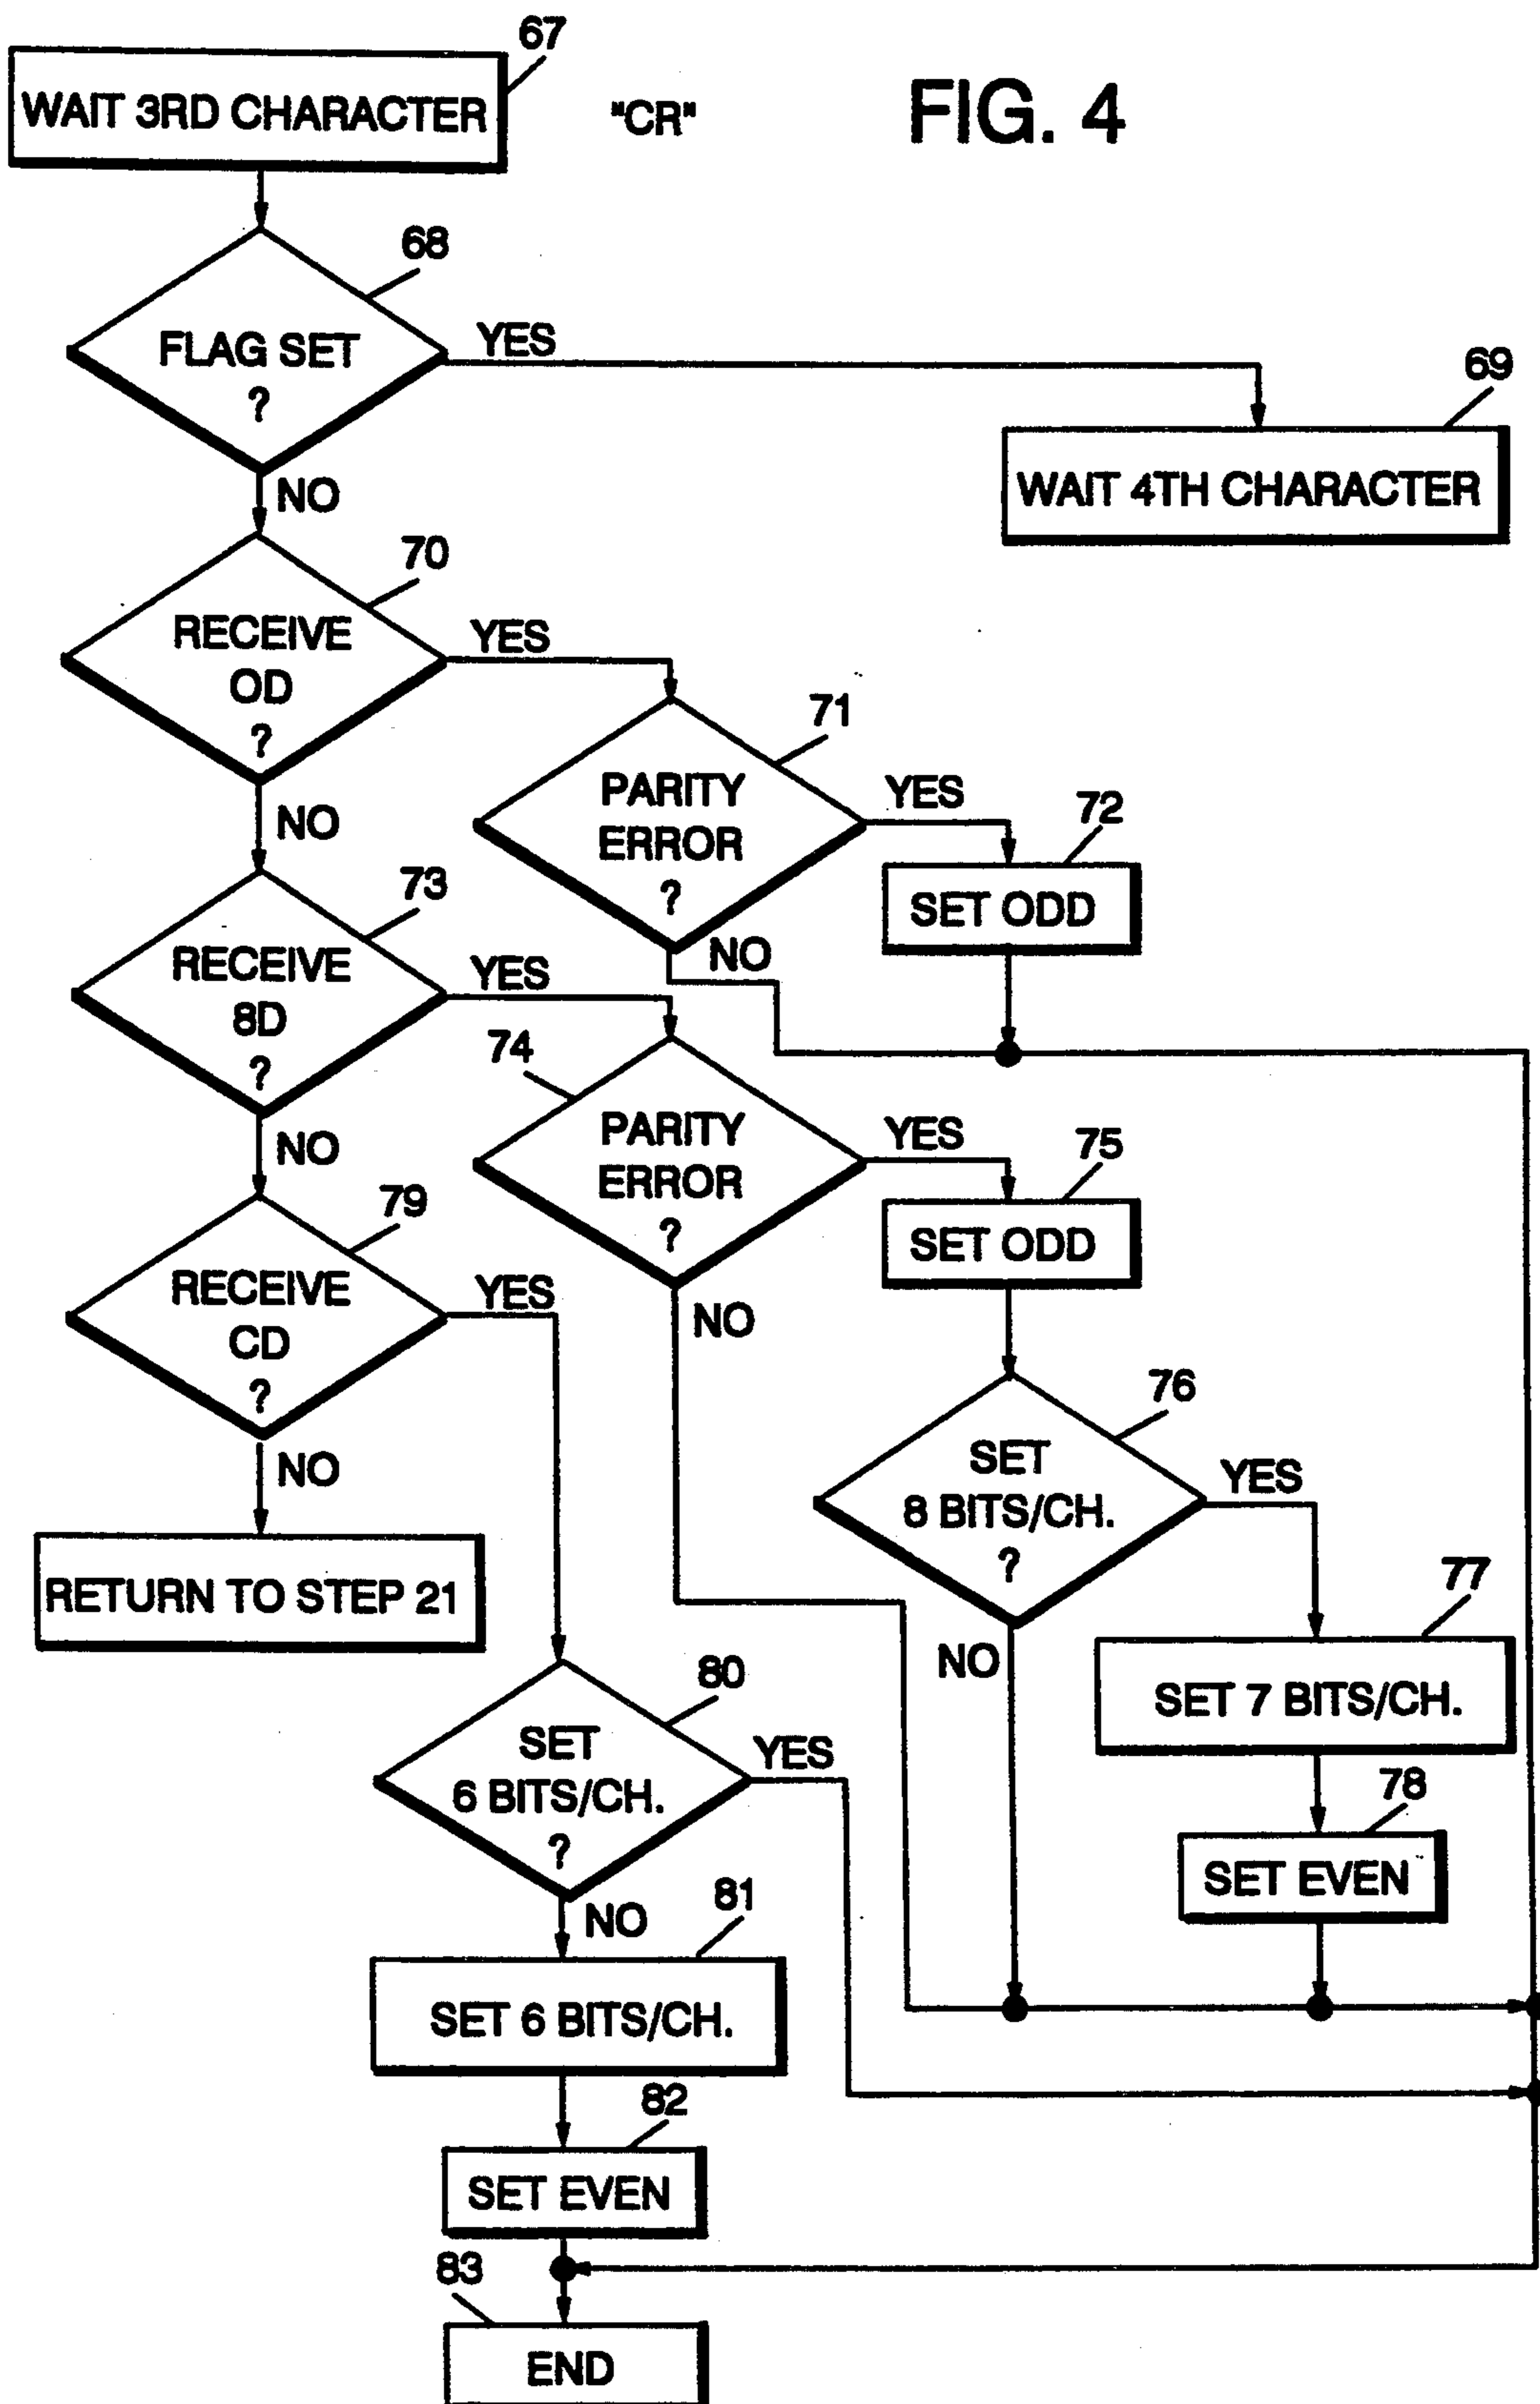 67
WAIT 3RD CHARACTER
"CR"
FIG. 4
68
FLAG SET
?
YES
NO
69
WAIT 4TH CHARACTER
70
RECEIVE
OD
?
YES
NO
71
PARITY
ERROR
?
YES
NO
72
SET ODD
73
RECEIVE
8D
?
YES
NO
74
PARITY
ERROR
?
YES
NO
75
SET ODD
76
SET
8 BITS/CH.
?
YES
NO
77
SET 7 BITS/CH.
78
SET EVEN
79
RECEIVE
CD
?
YES
NO
RETURN TO STEP 21
80
SET
6 BITS/CH.
?
YES
NO
81
SET 6 BITS/CH.
82
SET EVEN
83
END